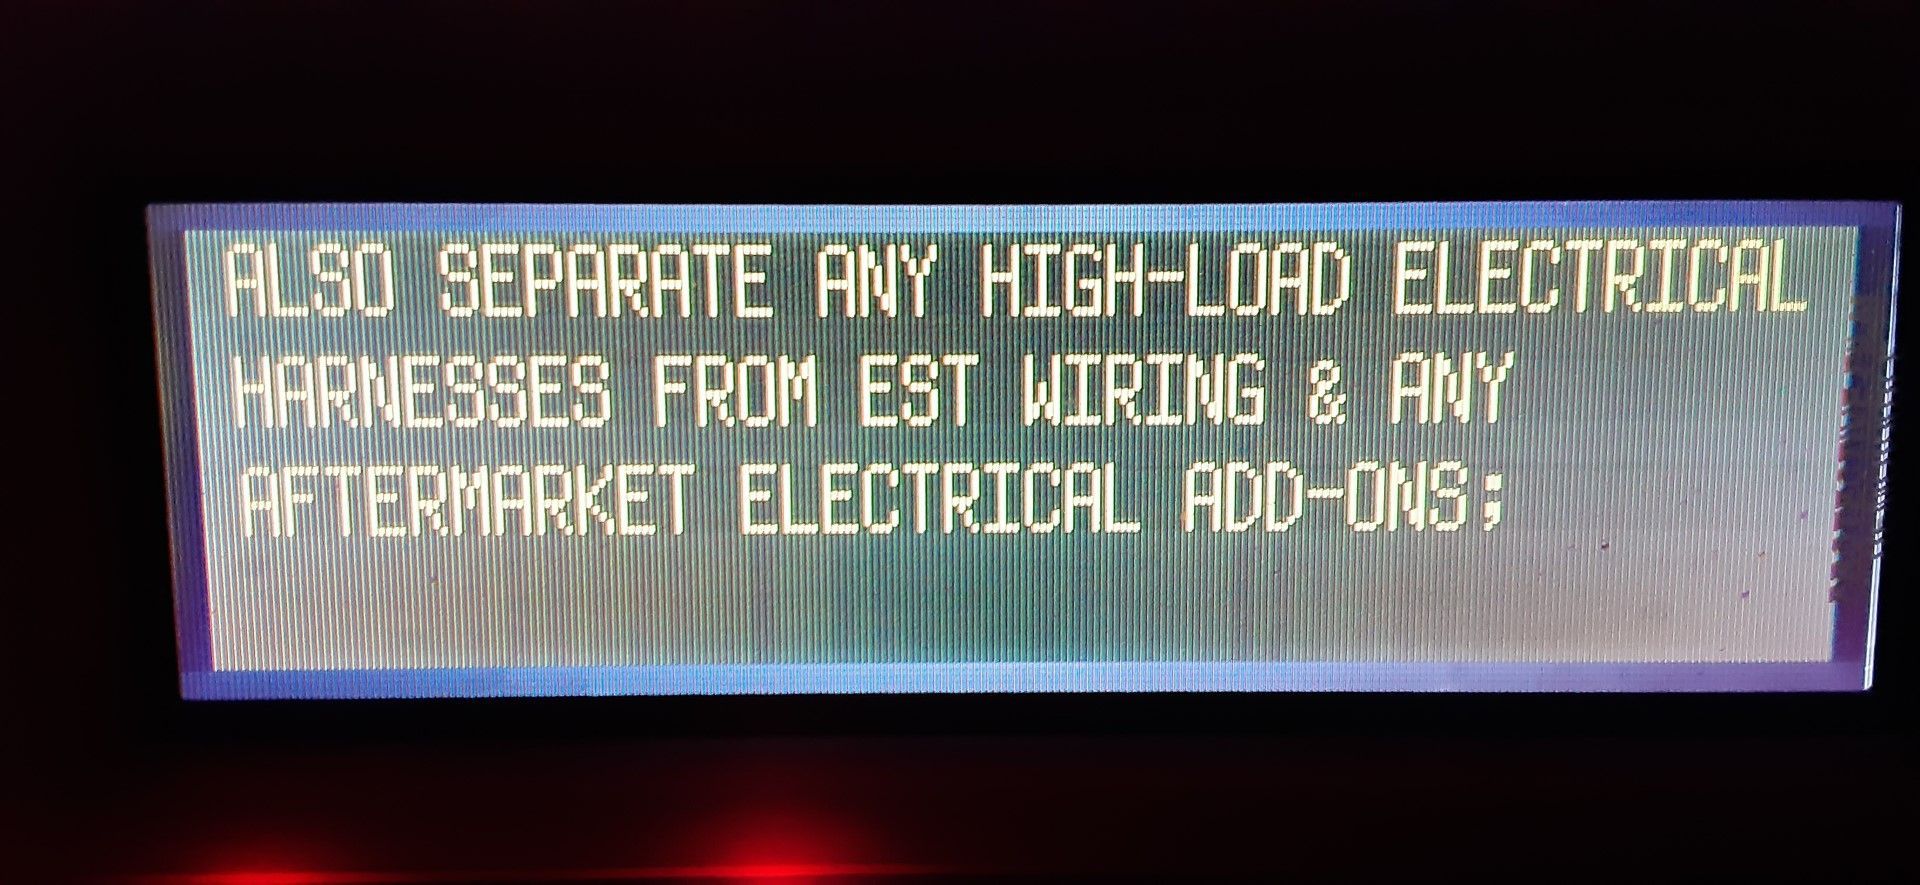 ALSO SEPARATE ANY HIGH-LOAD ELECTRICAL
HARNESSES FROM EST WIRING & ANY
AFTERMARKET ELECTRICAL ADD-ONS;